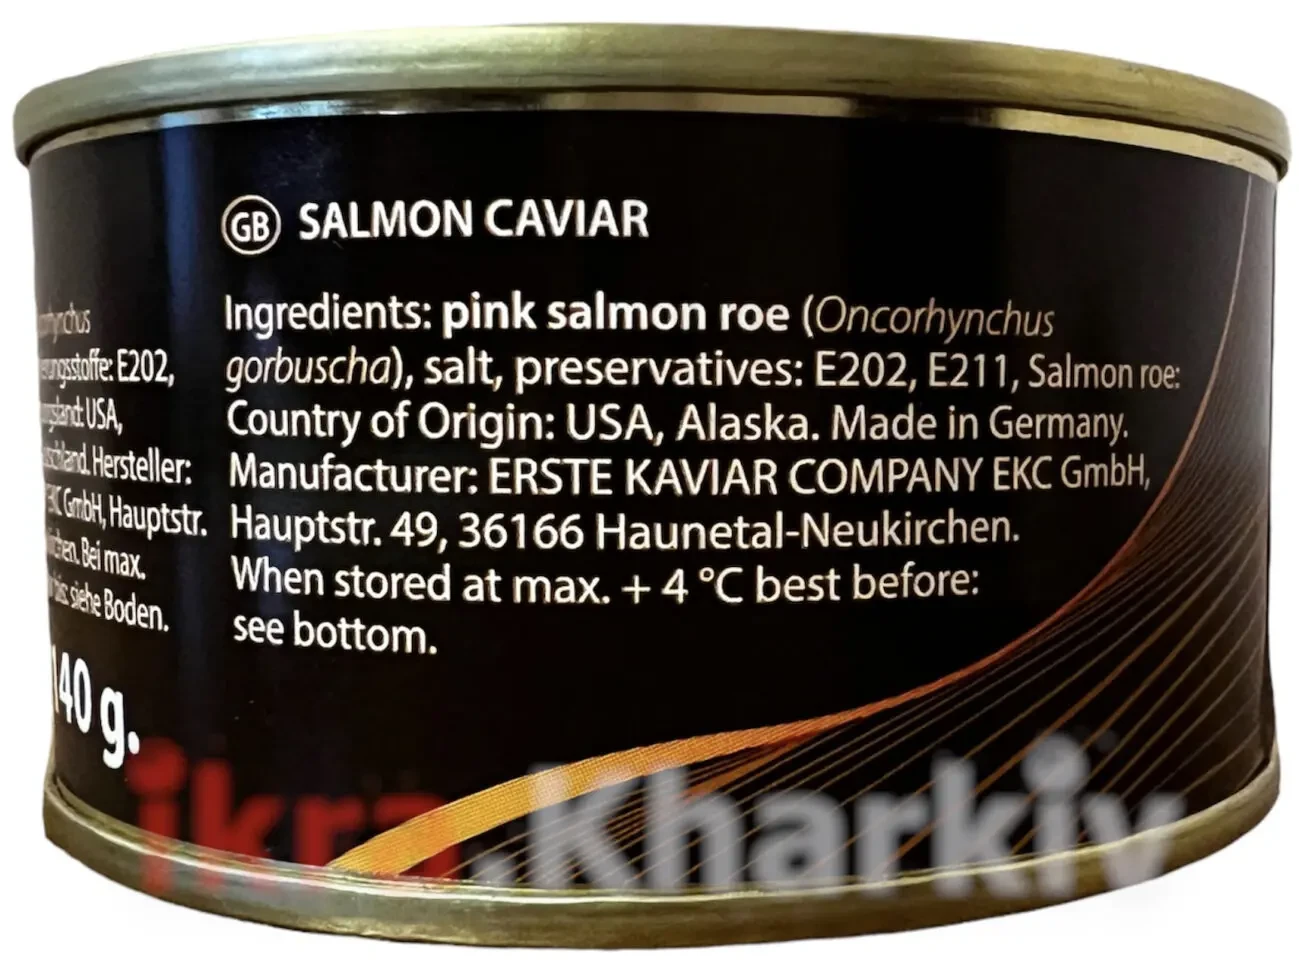 GB SALMON CAVIAR
Ingredients: pink salmon roe (Oncorhynchus
gorbuscha), salt, preservatives: E202, E211, Salmon roe:
Country of Origin: USA, Alaska. Made in Germany.
Manufacturer: ERSTE KAVIAR COMPANY EKC GmbH,
Hauptstr. 49, 36166 Haunetal-Neukirchen.
When stored at max. + 4 °C best before:
see bottom.
E202,
USA,
Hersteller:
GmbH, Hauptstr.
Bei max.
siehe Boden.
140 g.
ikra.Kharkiv